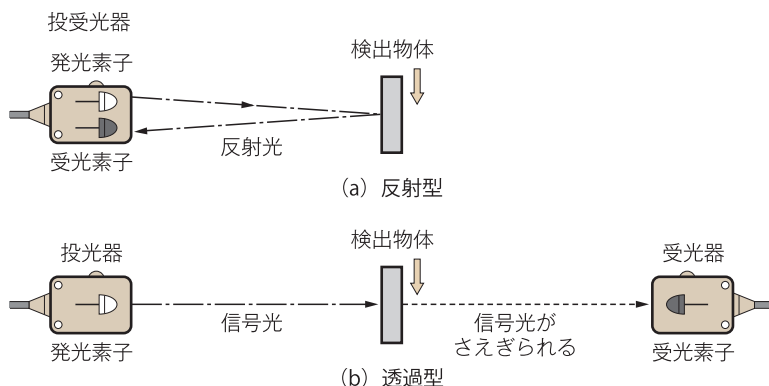 投受光器
発光素子
検出物体
反射光
受光素子
(a) 反射型
投光器
検出物体
受光器
信号光
信号光が
さえぎられる
発光素子
受光素子
(b) 透過型